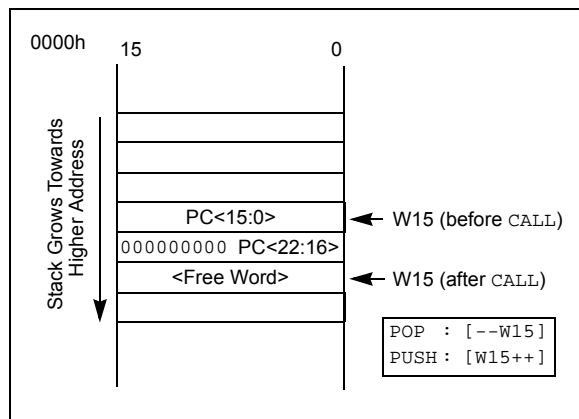 0000h
15 0
Stack Grows Towards
Higher Address
PC<15:0>
W15 (before CALL)
000000000 PC<22:16>
<Free Word>
W15 (after CALL)
POP : [--W15]
PUSH : [W15++]